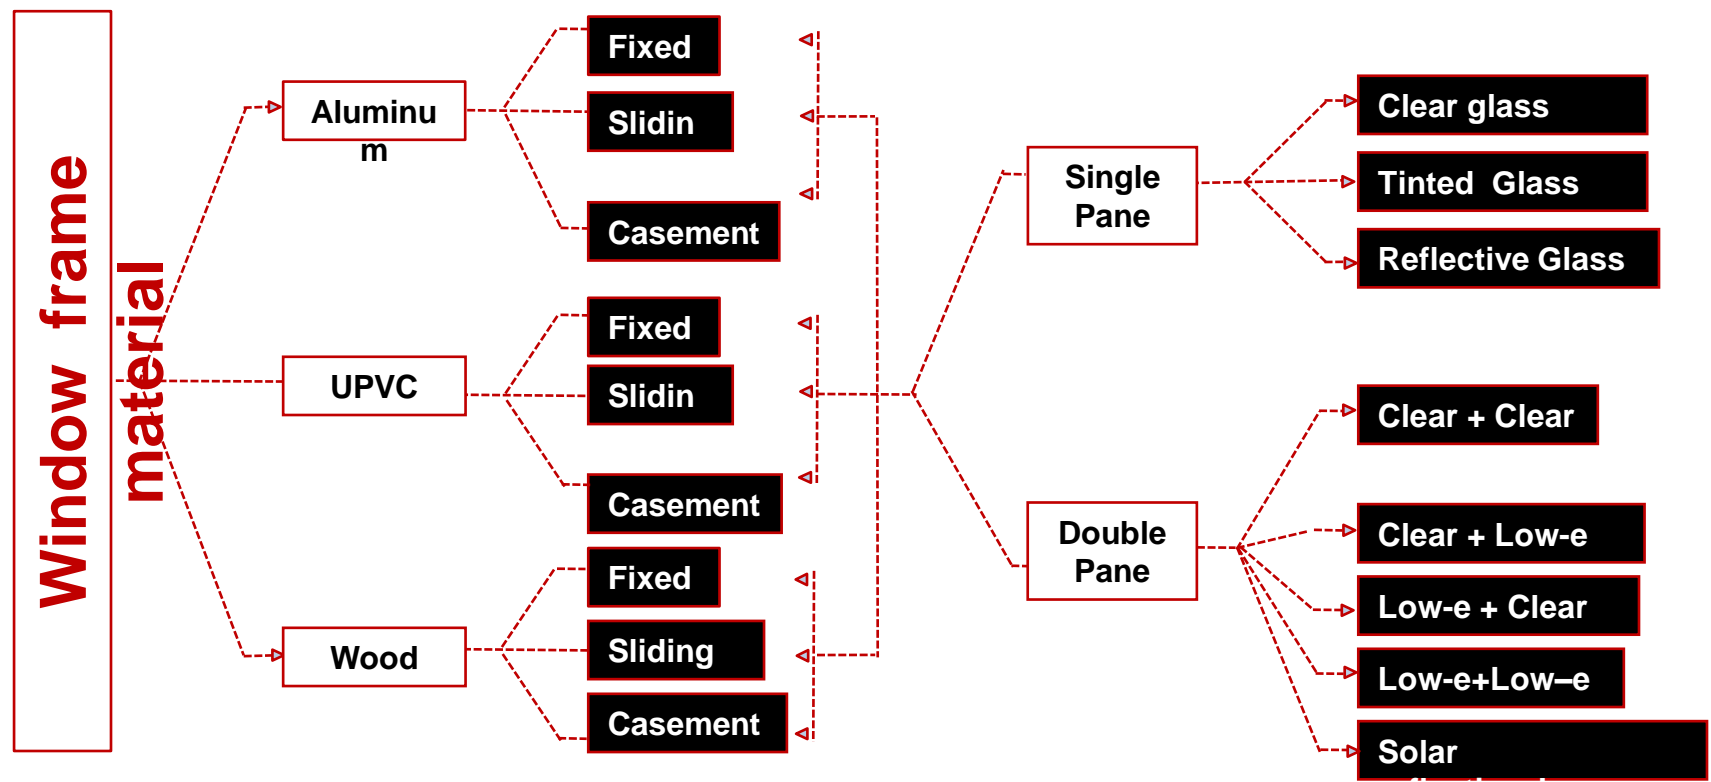 Window frame
material
Aluminu
m
UPVC
Wood
Fixed
Slidin
Casement
Fixed
Slidin
Casement
Fixed
Sliding
Casement
Single
Pane
Double
Pane
Clear glass
Tinted Glass
Reflective Glass
Clear + Clear
Clear + Low-e
Low-e + Clear
Low-e+Low–e
Solar